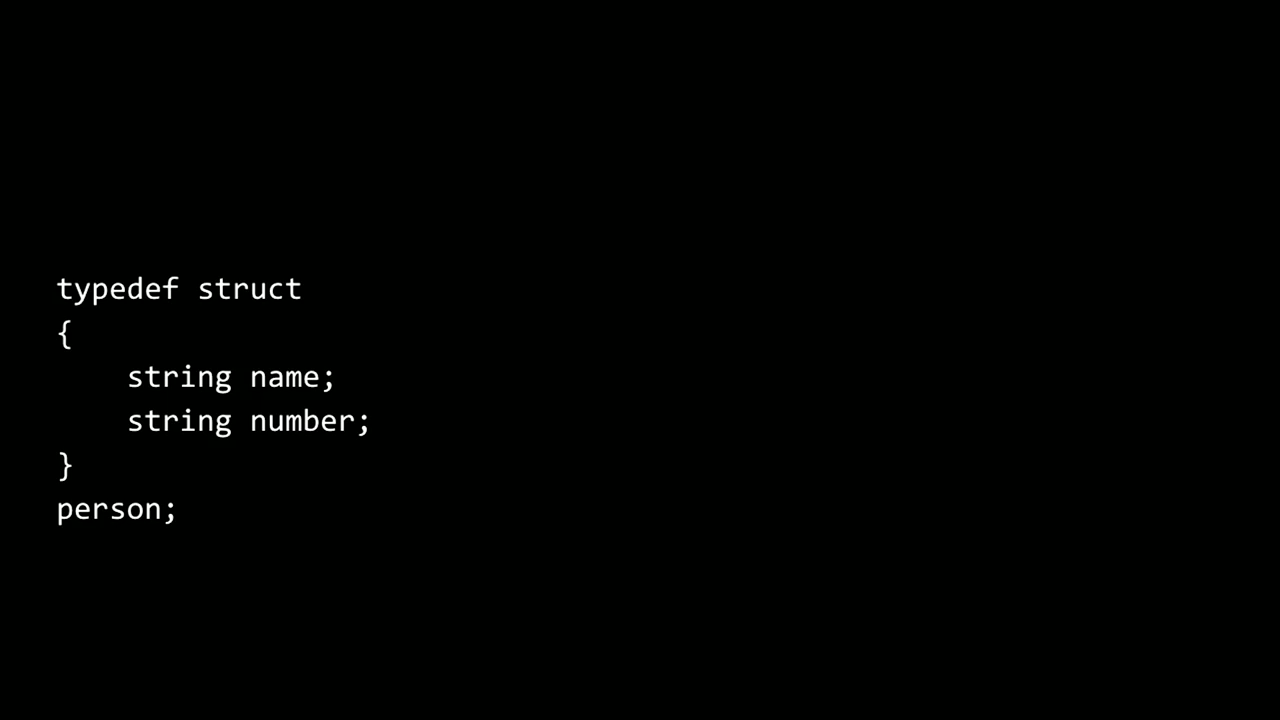 typedef struct
{
    string name;
    string number;
}
person;